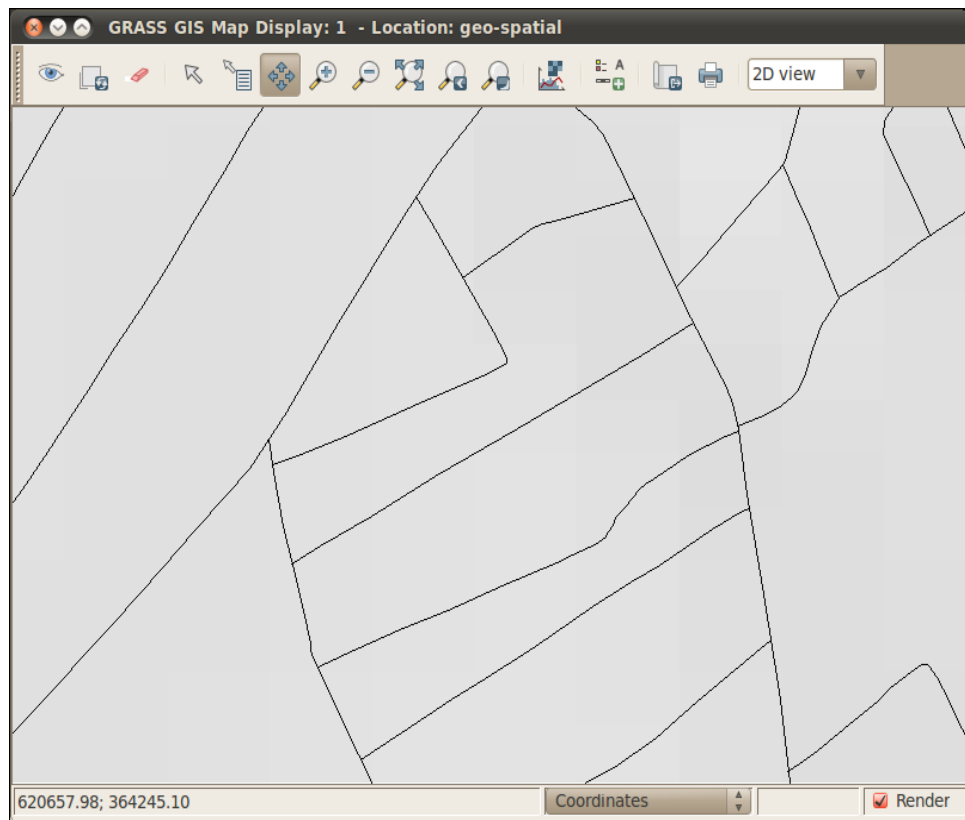 GRASS GIS Map Display: 1 - Location: geo-spatial
A
2D view
620657.98; 364245.10
Coordinates
Render